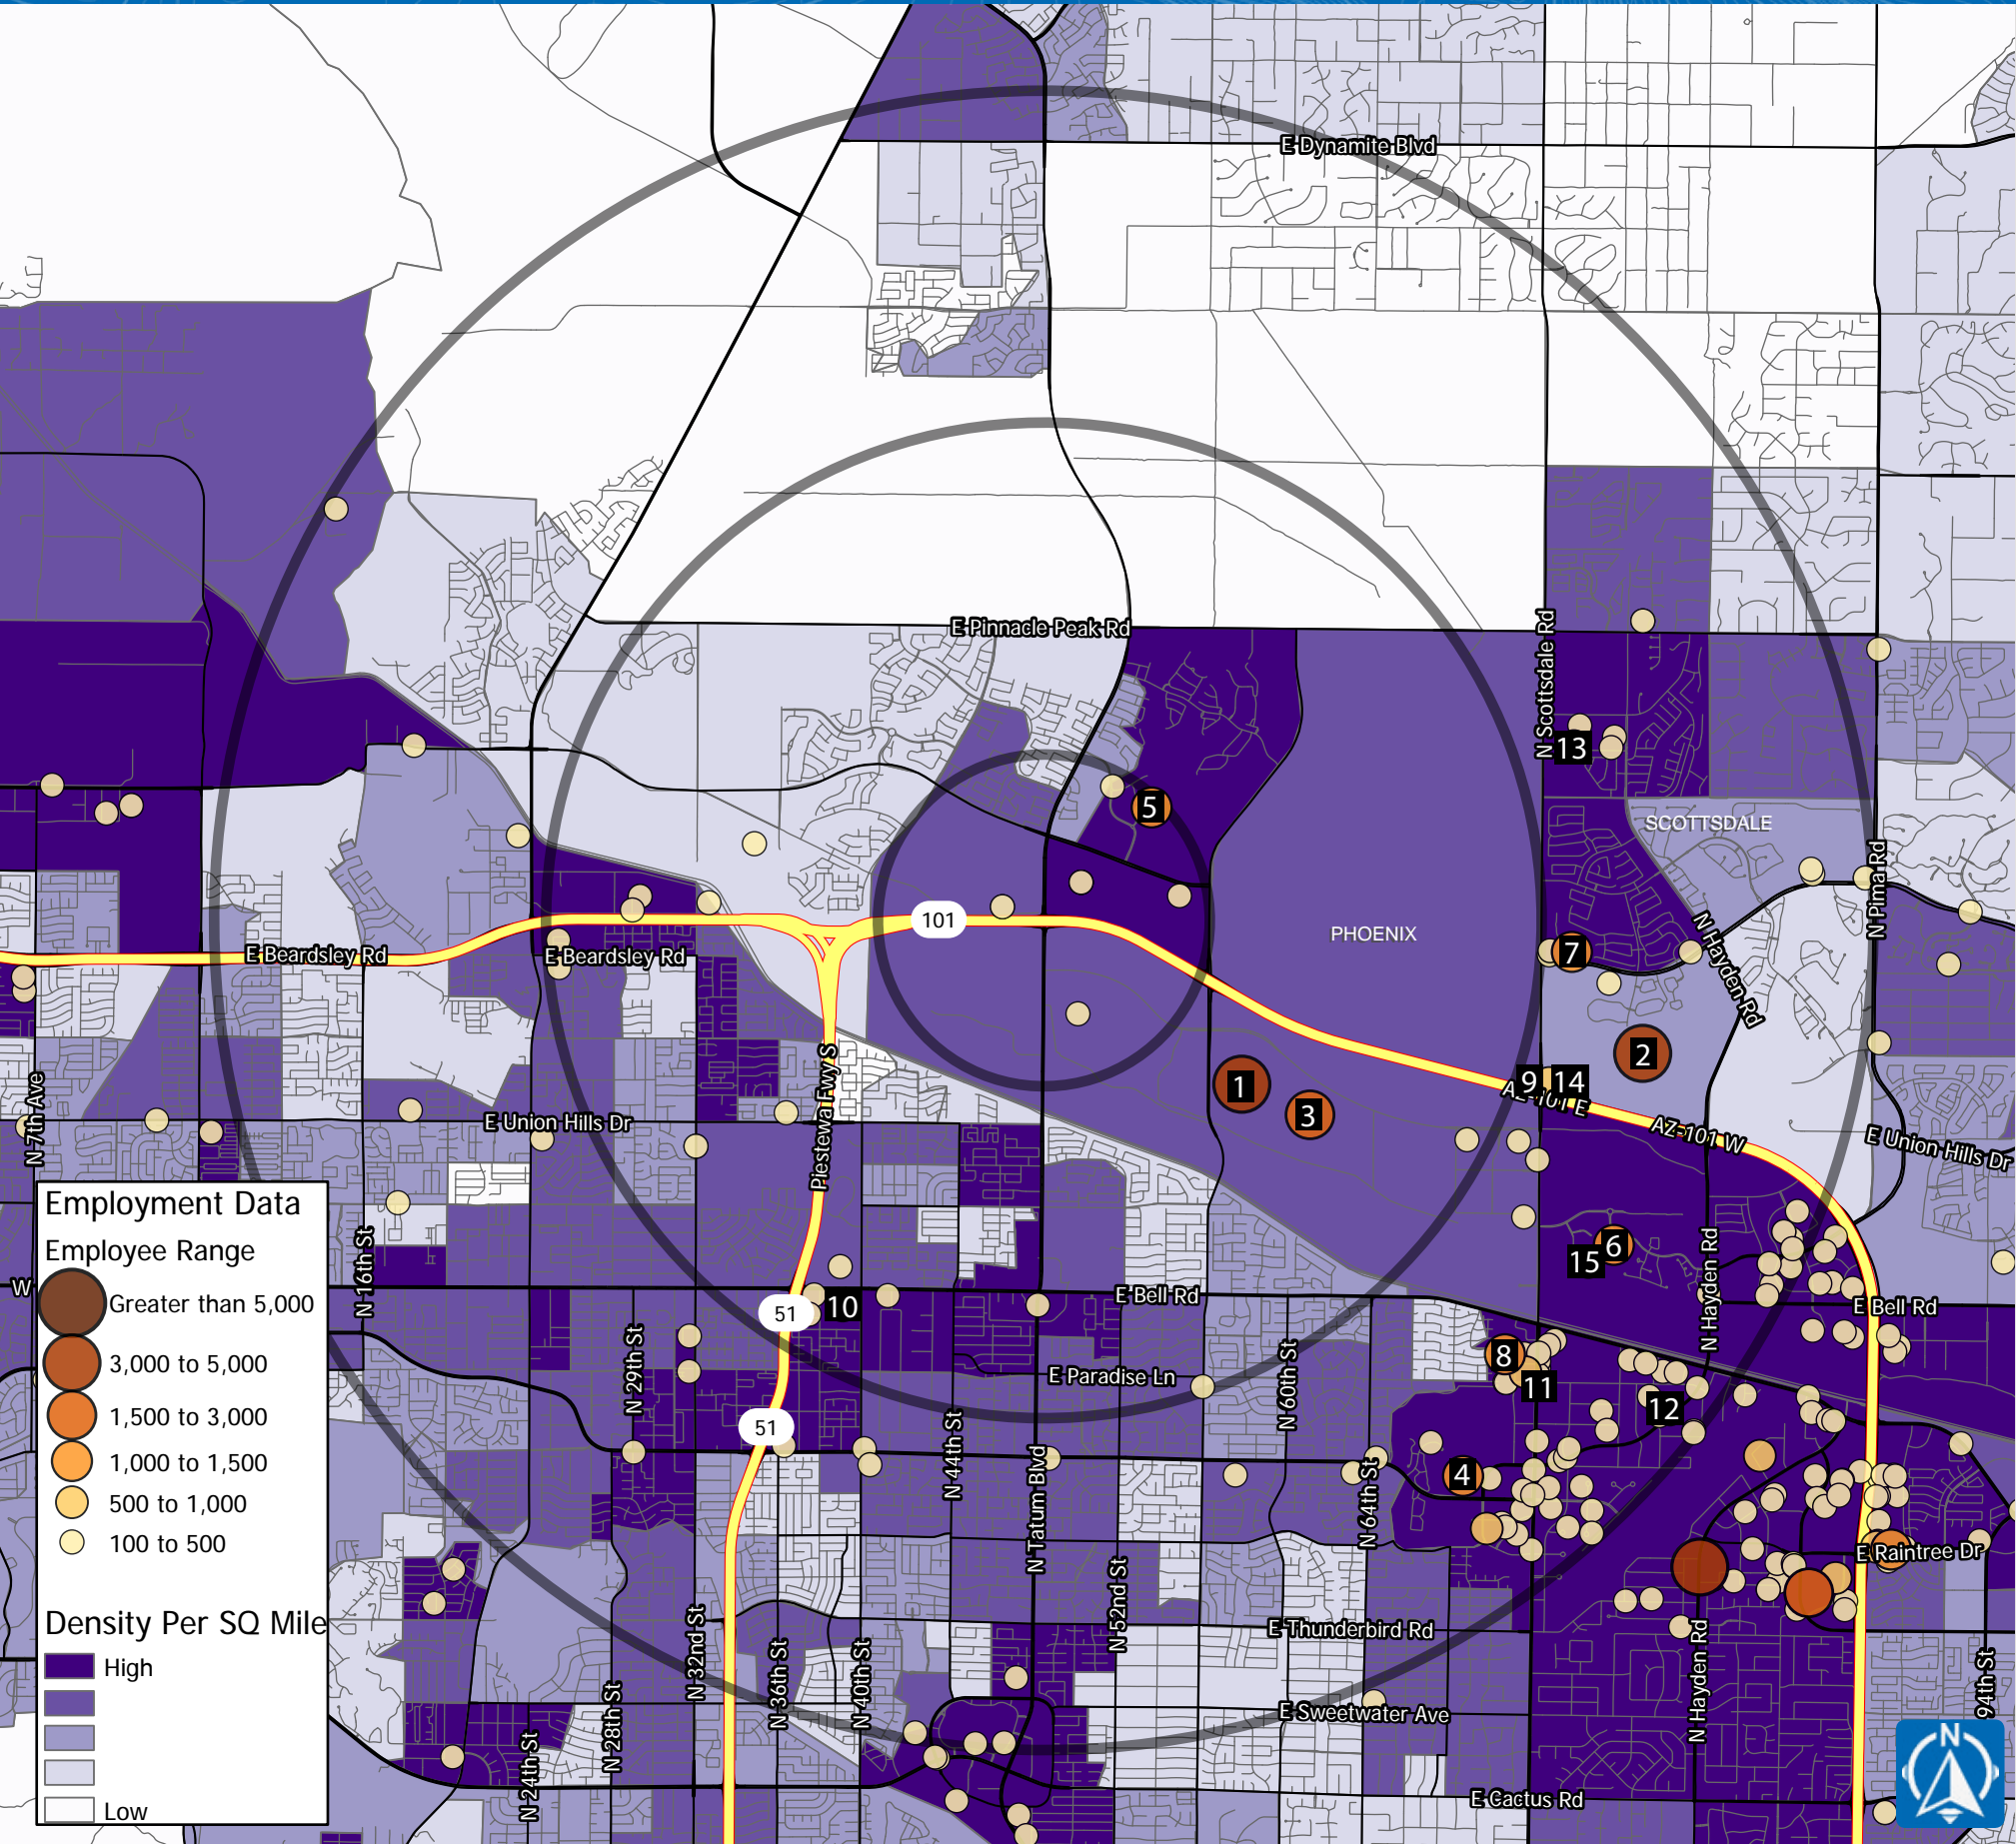 E Dynamite Blvd
E Pinnacle Peak Rd
N Scottsdale Rd
13
5
SCOTTSDALE
N Pima Rd
101
PHOENIX
7
N Hayden Rd
E Beardsley Rd
E Beardsley Rd
2
1
3
9
14
AZ-101 E
AZ-101 W
E Union Hills Dr
N 7th Ave
E Union Hills Dr
Piestewa Fwy S
Employment Data
Employee Range
Greater than 5,000
3,000 to 5,000
1,500 to 3,000
1,000 to 1,500
500 to 1,000
100 to 500
Density Per SQ Mile
High
Low
W
N 16th St
6
15
N Hayden Rd
E Bell Rd
E Bell Rd
51
10
8
11
12
N 29th St
E Paradise Ln
N 60th St
51
N 44th St
N Tatum Blvd
N 64th St
4
E Raintree Dr
N 52nd St
E Thunderbird Rd
N 32nd St
N 36th St
N 40th St
N 28th St
N 24th St
E Sweetwater Ave
N Hayden Rd
94th St
E Cactus Rd
N